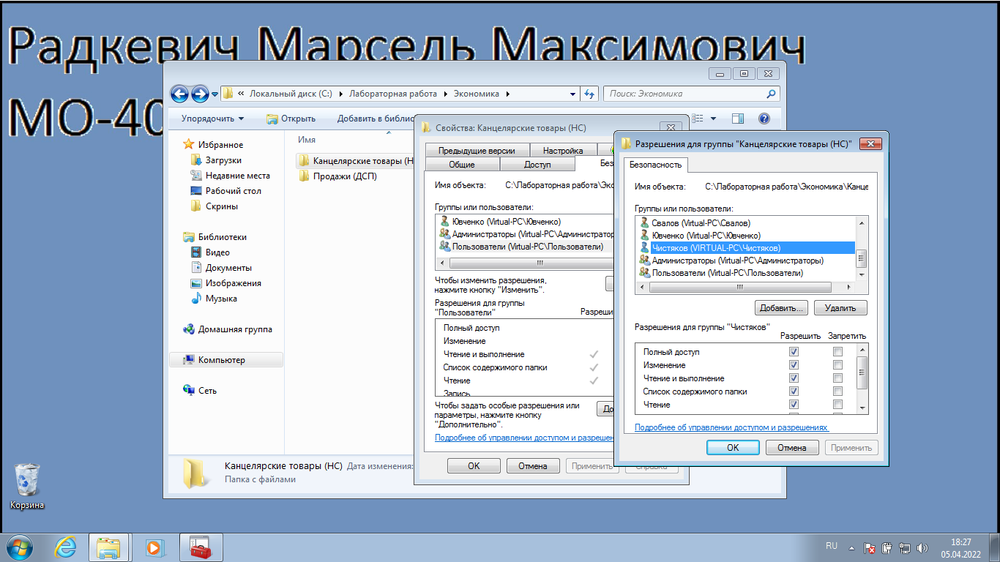 Радкевич Марсель Максимович
МО-40
« Локальный диск (C:) ▸ Лабораторная работа ▸ Экономика ▸
Поиск: Экономика
Упорядочить
Открыть
Добавить в библио
Избранное
Загрузки
Недавние места
Рабочий стол
Скрины
Библиотеки
Видео
Документы
Изображения
Музыка
Домашняя группа
Компьютер
Сеть
Имя
Канцелярские товары (Н
Продажи (ДСП)
Канцелярские товары (НС) Дата изменения:
Папка с файлами
Свойства: Канцелярские товары (НС)
Предыдущие версии
Настройка
Общие
Доступ
Без
Имя объекта: C:\Лабораторная работа\Эко
Группы или пользователи:
Ювченко (Virtual-PC\Ювченко)
Администраторы (Virtual-PC\Администратор
Пользователи (Virtual-PC\Пользователи)
Чтобы изменить разрешения,
нажмите кнопку "Изменить".
Разрешения для группы
"Пользователи"
Разреши
Полный доступ
Изменение
Чтение и выполнение
Список содержимого папки
Чтение
Запись
Чтобы задать особые разрешения или
параметры, нажмите кнопку
"Дополнительно".
До
Подробнее об управлении доступом и разрешен
OK
Отмена
Применить
Справка
Разрешения для группы "Канцелярские товары (НС)"
Безопасность
Имя объекта: C:\Лабораторная работа\Экономика\Канце
Группы или пользователи:
Свалов (Virtual-PC\Свалов)
Ювченко (Virtual-PC\Ювченко)
Чистяков (VIRTUAL-PC\Чистяков)
Администраторы (Virtual-PC\Администраторы)
Пользователи (Virtual-PC\Пользователи)
Добавить...
Удалить
Разрешения для группы "Чистяков"
Разрешить Запретить
Полный доступ
Изменение
Чтение и выполнение
Список содержимого папки
Чтение
Подробнее об управлении доступом и разрешениях
OK
Отмена
Применить
Корзина
RU
18:27
05.04.2022